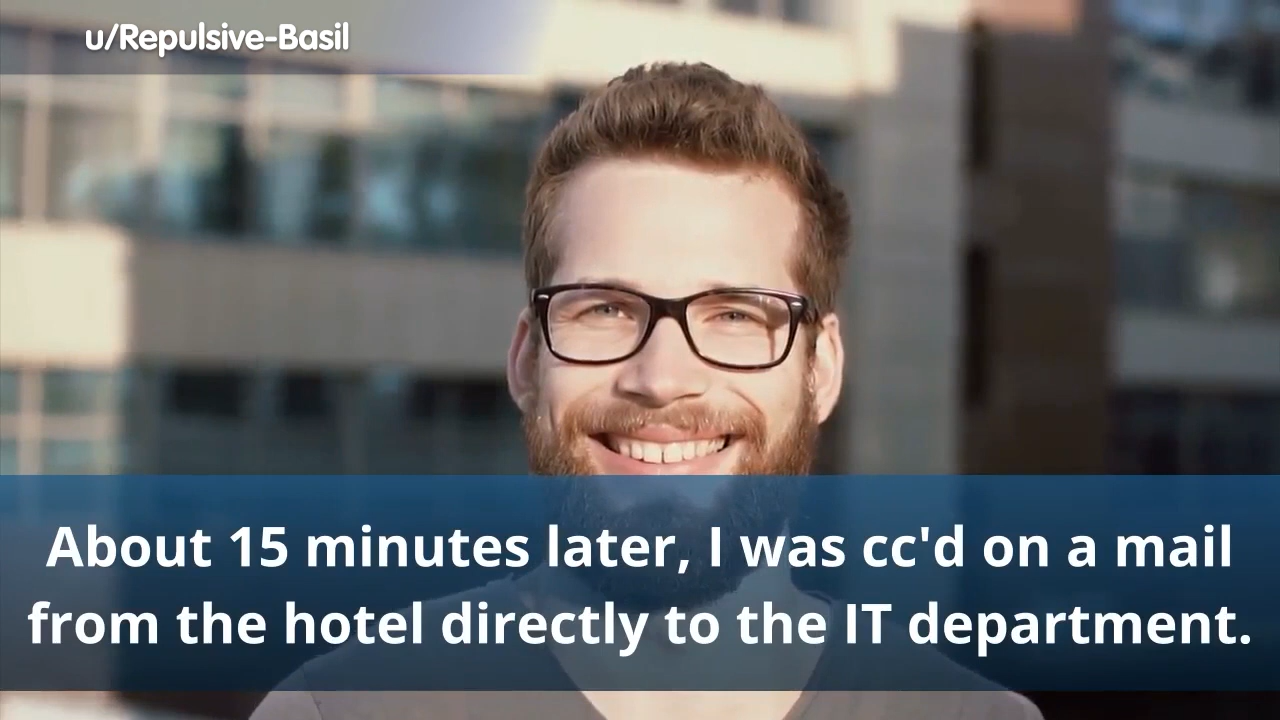 u/Repulsive-Basil
About 15 minutes later, I was cc'd on a mail
from the hotel directly to the IT department.